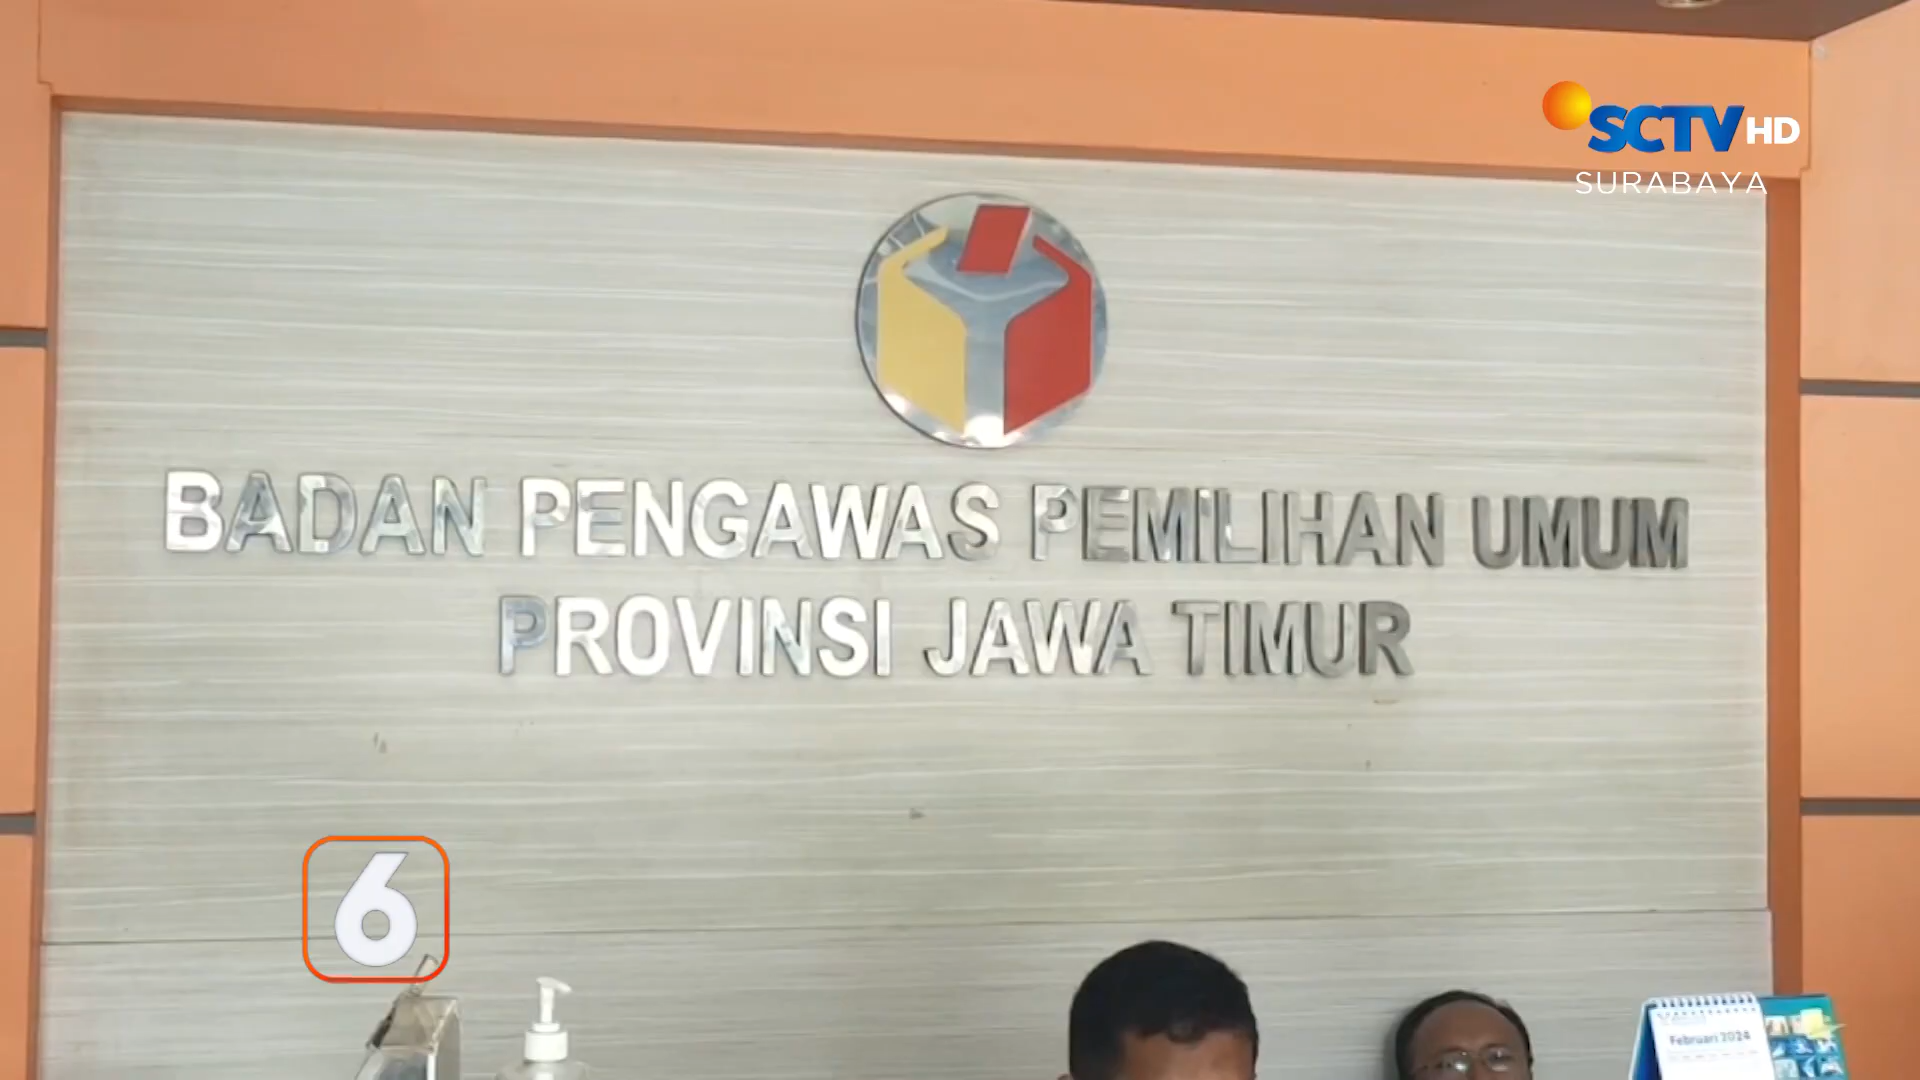 SCTV HD
SURABAYA
BADAN PENGAWAS PEMILIHAN UMUM
PROVINSI JAWA TIMUR
6
Februari 2024